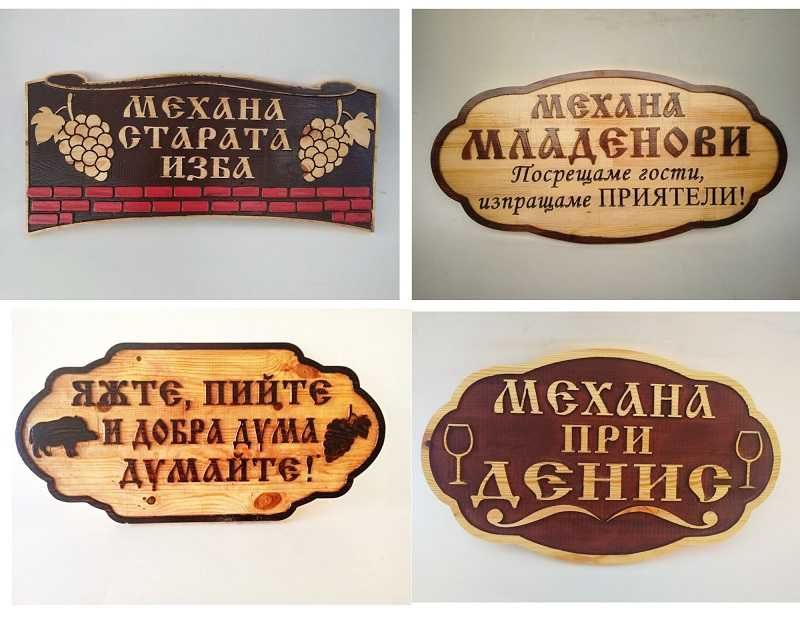 МЕХАНА
СТАРАТА
ИЗБА
МЕХАНА
МЛАДЕНОВИ
Посрещаме гости,
изпращаме ПРИЯТЕЛИ!
ЯЖТЕ, ПИЙТЕ
И ДОБРА ДУМА
ДУМАЙТЕ!
МЕХАНА
ПРИ
ДЕНИС